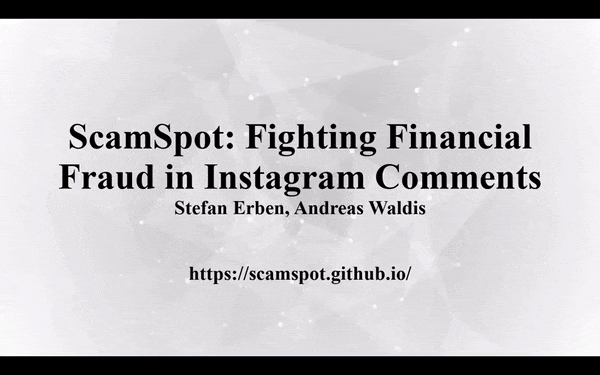 ScamSpot: Fighting Financial
Fraud in Instagram Comments
Stefan Erben, Andreas Waldis
https://scamspot.github.io/